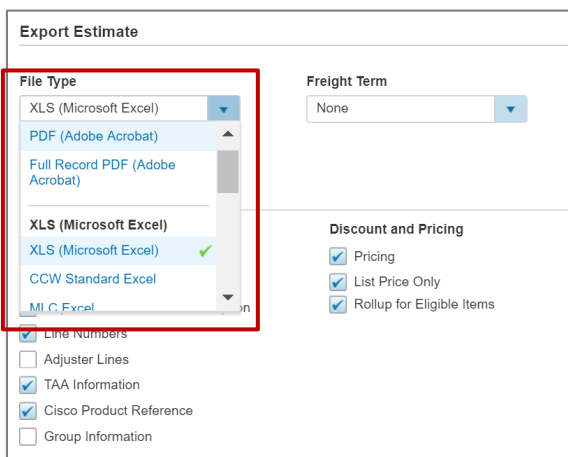 Export Estimate
File Type
Freight Term
XLS (Microsoft Excel)
None
PDF (Adobe Acrobat)
Full Record PDF (Adobe
Acrobat)
XLS (Microsoft Excel)
XLS (Microsoft Excel)
CCW Standard Excel
MLC Excel
Discount and Pricing
Pricing
List Price Only
Rollup for Eligible Items
Line Numbers
Adjuster Lines
TAA Information
Cisco Product Reference
Group Information